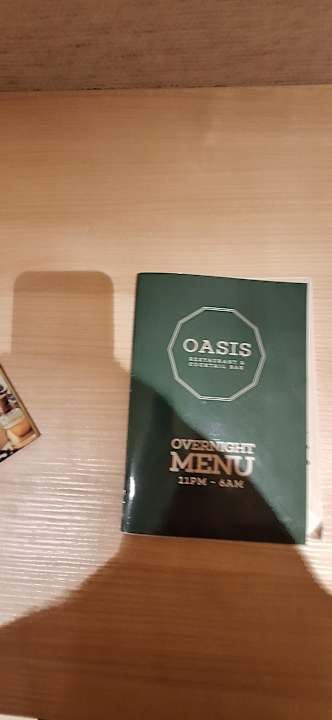 OASIS
RESTAURANT &
COCKTAIL BAR
OVERNIGHT
MENU
11PM - 6AM